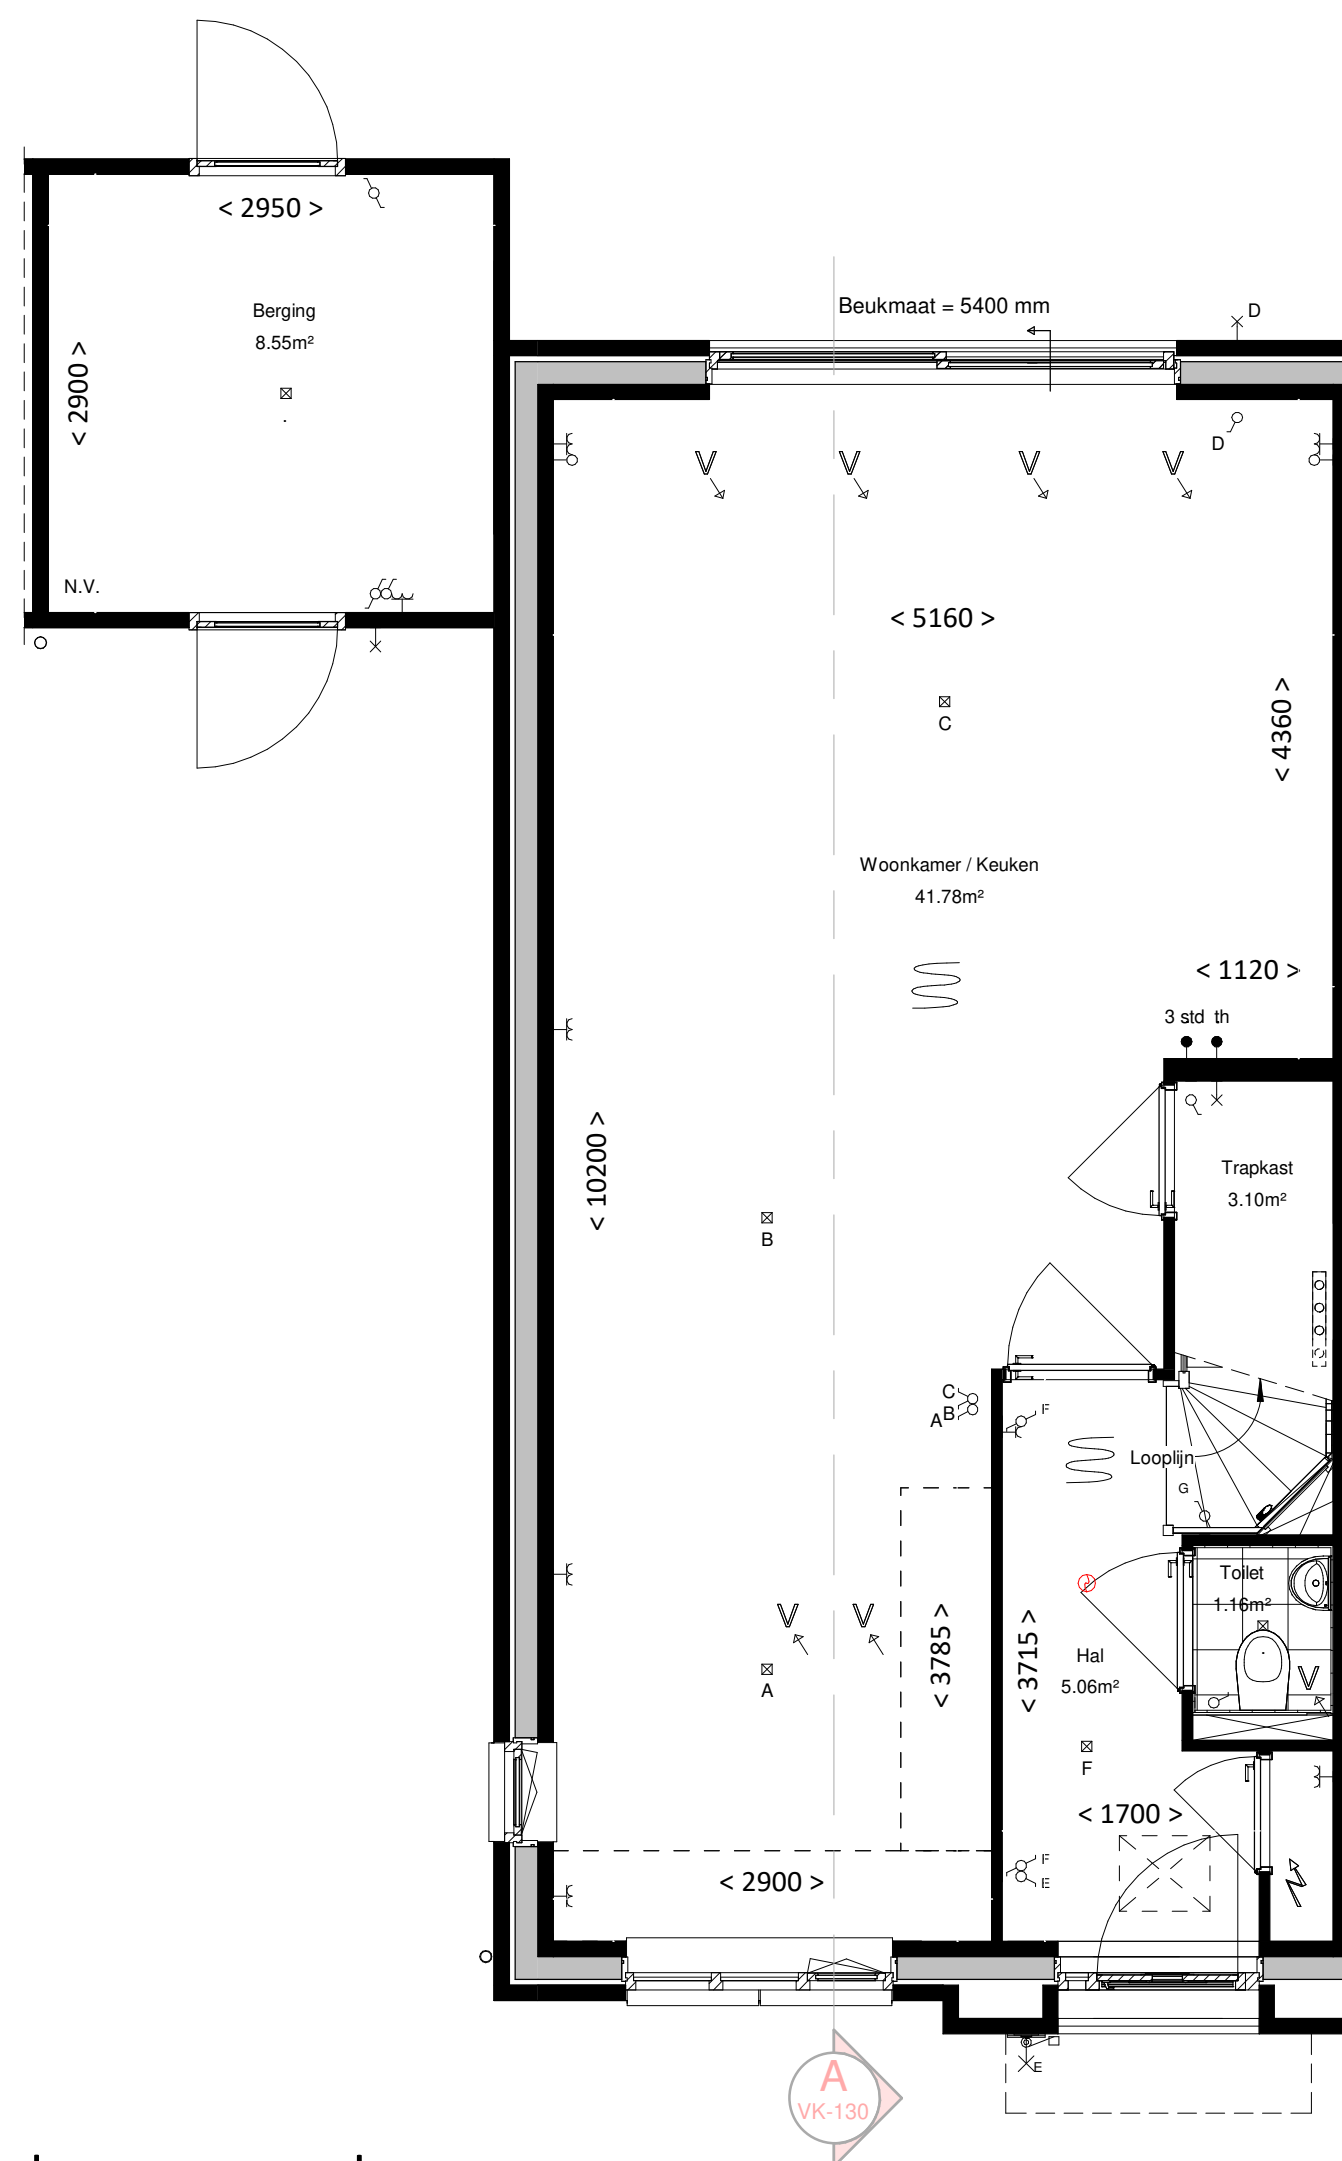 < 2950 >
Berging
8.55m²
< 2900 >
N.V.
Beukmaat = 5400 mm
D
D
V V V V
< 5160 >
C
< 4360 >
Woonkamer / Keuken
41.78m²
< 1120 >
3 std th
Trapkast
3.10m²
< 10200 >
B
C
B
A
F
Looplijn
G
Toilet
1.16m²
V V
A
< 3785 >
< 3715 >
Hal
5.06m²
V
F
< 1700 >
F
E
< 2900 >
E
A
VK-130